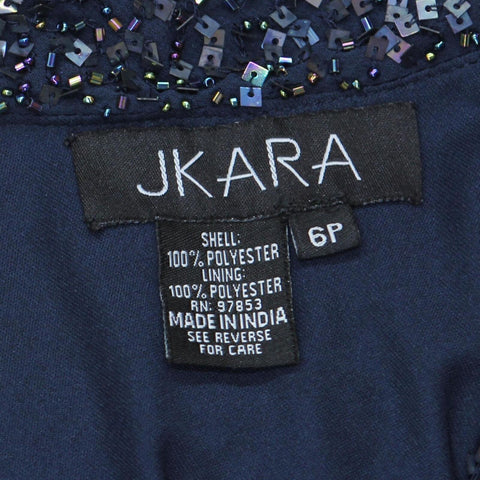 JKARA
6P
SHELL:
100% POLYESTER
LINING:
100% POLYESTER
RN: 97853
MADE IN INDIA
SEE REVERSE
FOR CARE